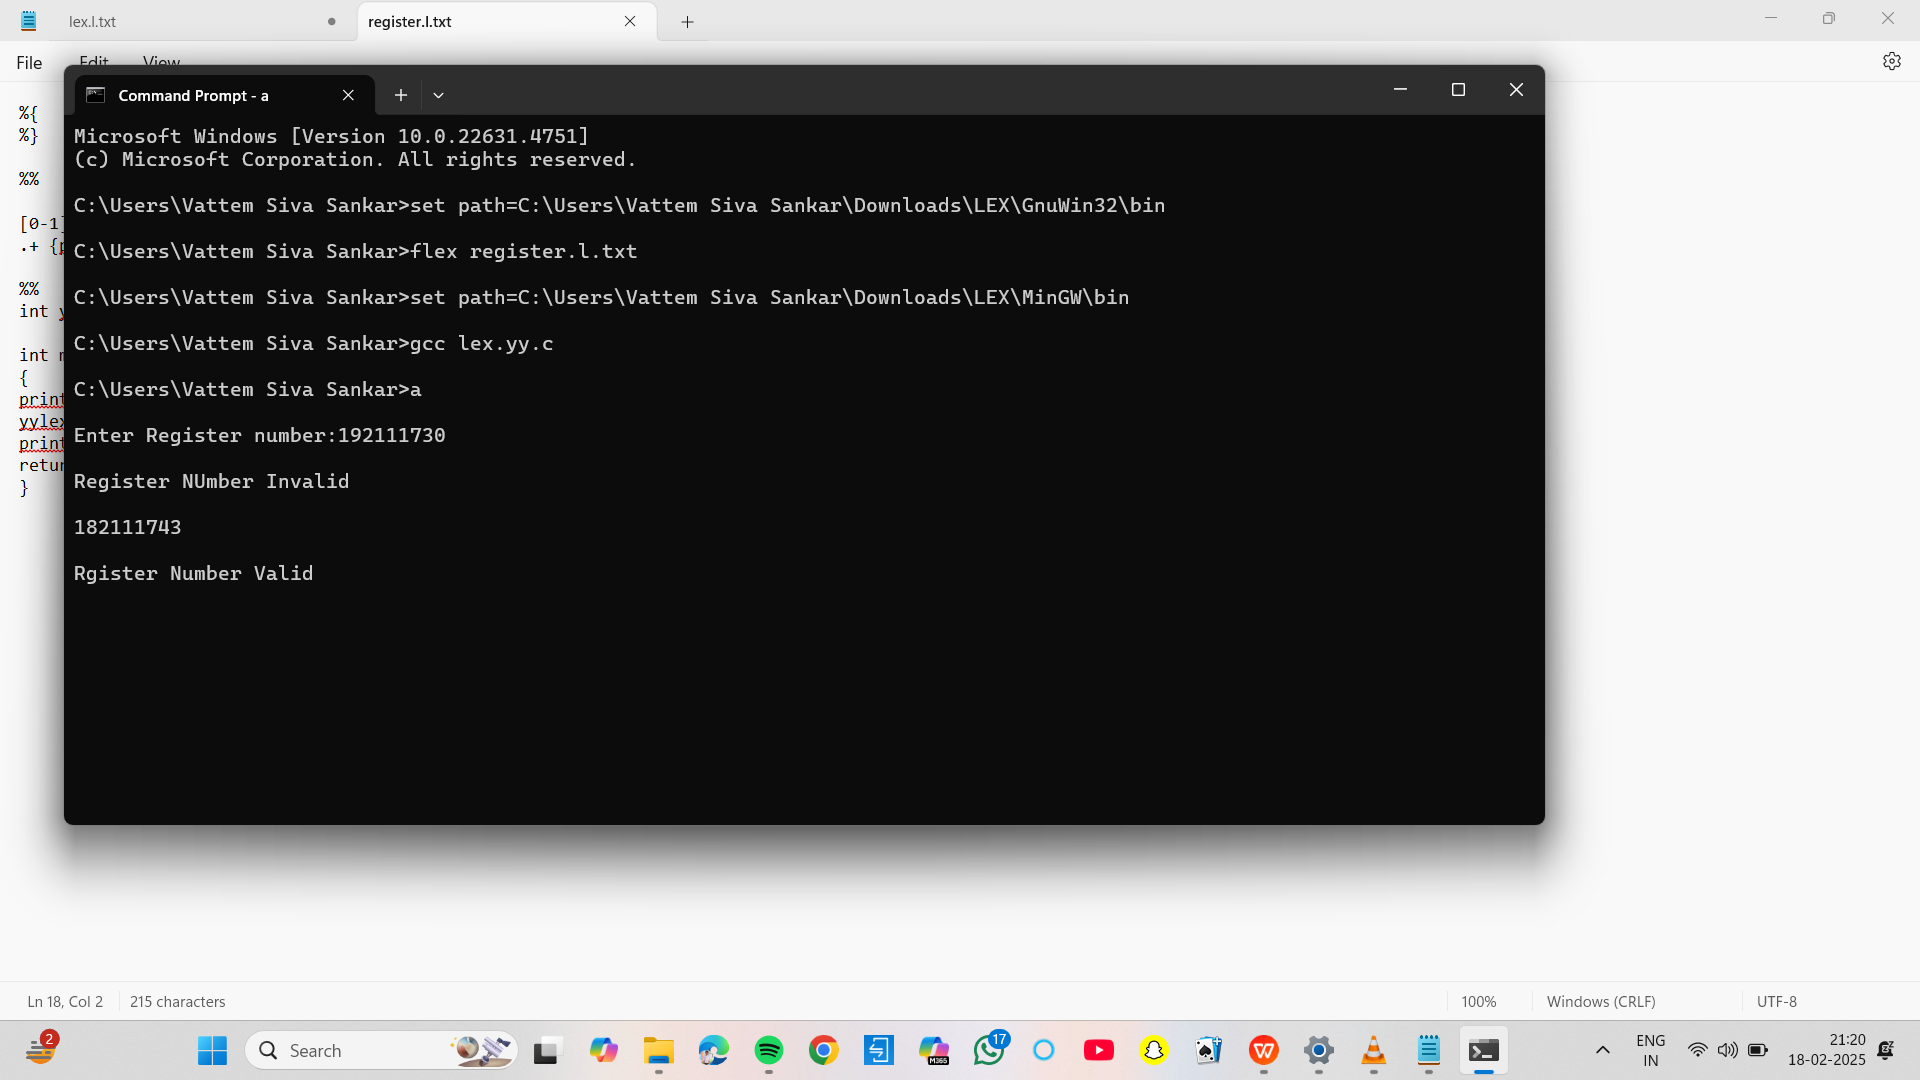 lex.l.txt
register.l.txt
File Edit View
Command Prompt - a
%{
%}
%%
[0-1]
.+ {p
%%
int y
int m
{
print
yylex
print
retur
}
Microsoft Windows [Version 10.0.22631.4751]
(c) Microsoft Corporation. All rights reserved.
C:\Users\Vattem Siva Sankar>set path=C:\Users\Vattem Siva Sankar\Downloads\LEX\GnuWin32\bin
C:\Users\Vattem Siva Sankar>flex register.l.txt
C:\Users\Vattem Siva Sankar>set path=C:\Users\Vattem Siva Sankar\Downloads\LEX\MinGW\bin
C:\Users\Vattem Siva Sankar>gcc lex.yy.c
C:\Users\Vattem Siva Sankar>a
Enter Register number:192111730
Register NUmber Invalid
182111743
Rgister Number Valid
Ln 18, Col 2 215 characters 100% Windows (CRLF) UTF-8
2
Search
M365
17
ENG
IN
21:20
18-02-2025